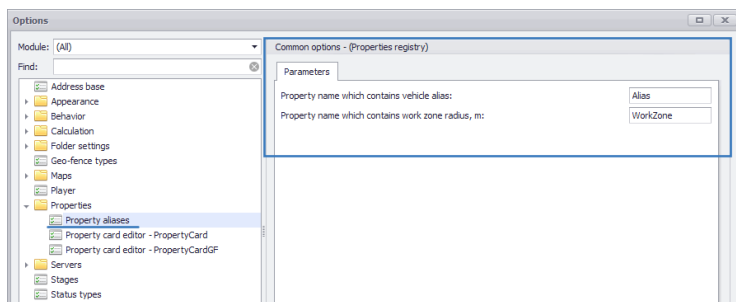 Options
Module: (All)
Find:
Address base
Appearance
Behavior
Calculation
Folder settings
Geo-fence types
Maps
Player
Properties
Property aliases
Property card editor - PropertyCard
Property card editor - PropertyCardGF
Servers
Stages
Status types
Common options - (Properties registry)
Parameters
Property name which contains vehicle alias: Alias
Property name which contains work zone radius, m: WorkZone